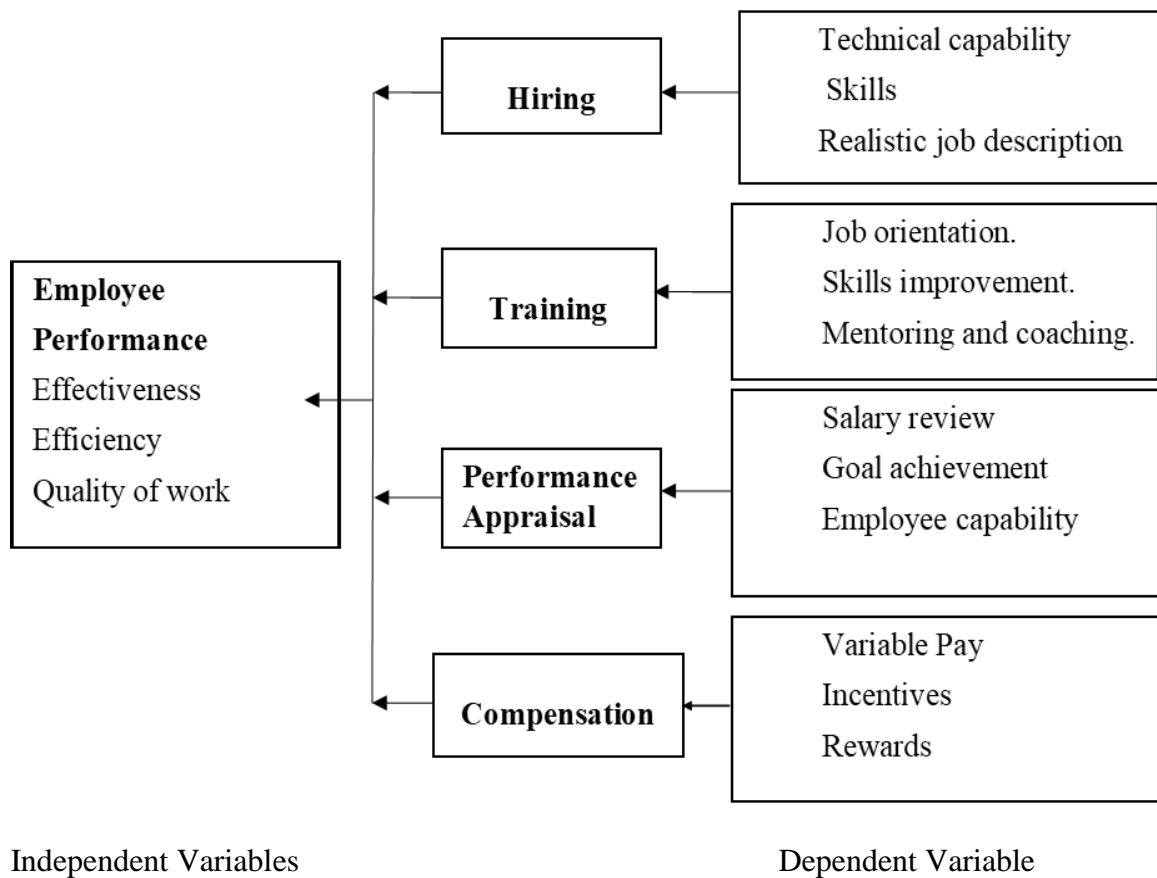 Hiring
Technical capability
Skills
Realistic job description
Employee
Performance
Effectiveness
Efficiency
Quality of work
Training
Job orientation.
Skills improvement.
Mentoring and coaching.
Performance
Appraisal
Salary review
Goal achievement
Employee capability
Compensation
Variable Pay
Incentives
Rewards
Independent Variables
Dependent Variable